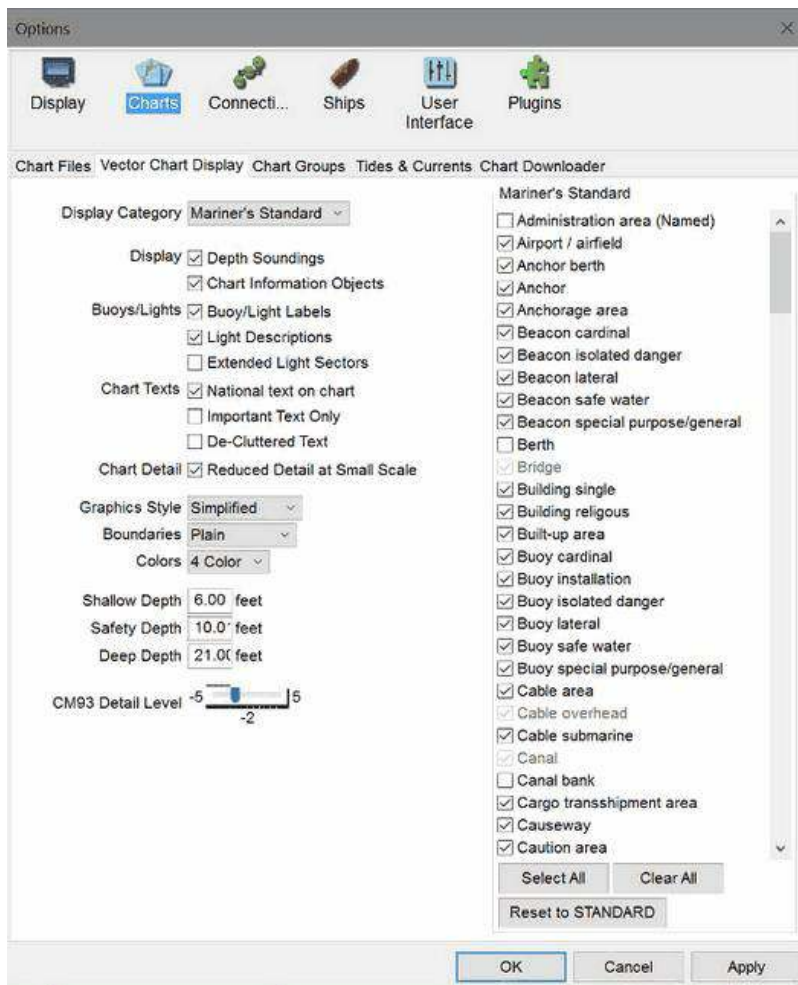 Options
Display
Charts
Connecti...
Ships
User
Interface
Plugins
Chart Files Vector Chart Display Chart Groups Tides & Currents Chart Downloader
Display Category Mariner's Standard
Display Depth Soundings
Chart Information Objects
Buoys/Lights Buoy/Light Labels
Light Descriptions
Extended Light Sectors
Chart Texts National text on chart
Important Text Only
De-Cluttered Text
Chart Detail Reduced Detail at Small Scale
Graphics Style Simplified
Boundaries Plain
Colors 4 Color
Shallow Depth 6.00 feet
Safety Depth 10.0 feet
Deep Depth 21.0 feet
CM93 Detail Level -5 5
-2
Mariner's Standard
Administration area (Named)
Airport / airfield
Anchor berth
Anchor
Anchorage area
Beacon cardinal
Beacon isolated danger
Beacon lateral
Beacon safe water
Beacon special purpose/general
Berth
Bridge
Building single
Building religous
Built-up area
Buoy cardinal
Buoy installation
Buoy isolated danger
Buoy lateral
Buoy safe water
Buoy special purpose/general
Cable area
Cable overhead
Cable submarine
Canal
Canal bank
Cargo transshipment area
Causeway
Caution area
Select All Clear All
Reset to STANDARD
OK Cancel Apply